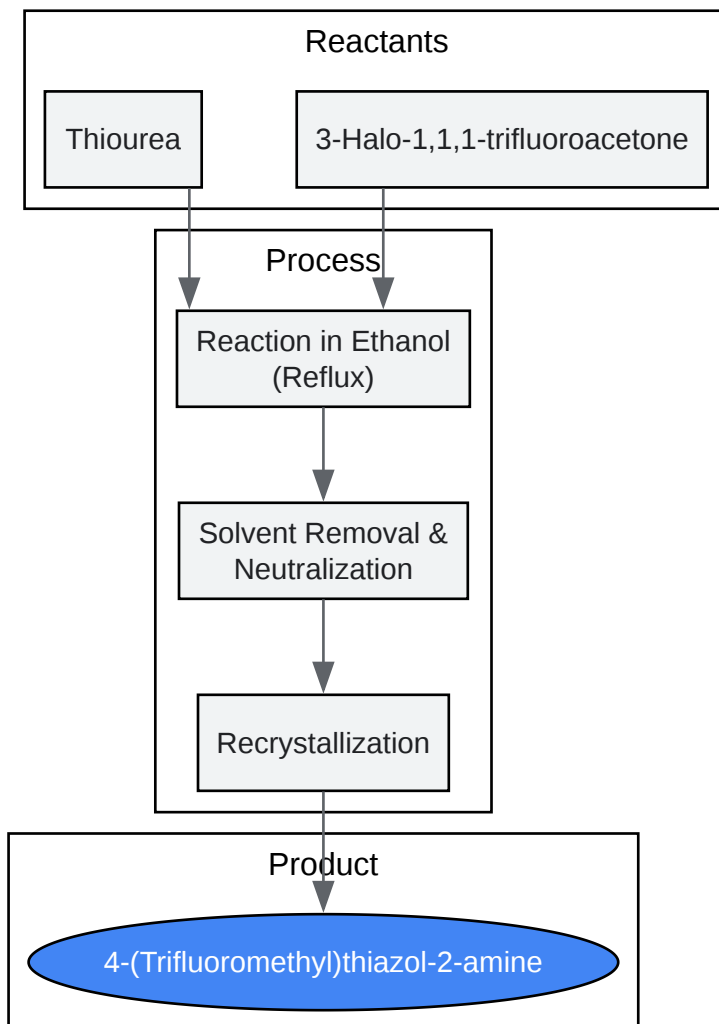 Reactants
Thiourea
3-Halo-1,1,1-trifluoroacetone
Process
Reaction in Ethanol
(Reflux)
Solvent Removal &
Neutralization
Recrystallization
Product
4-(Trifluoromethyl)thiazol-2-amine